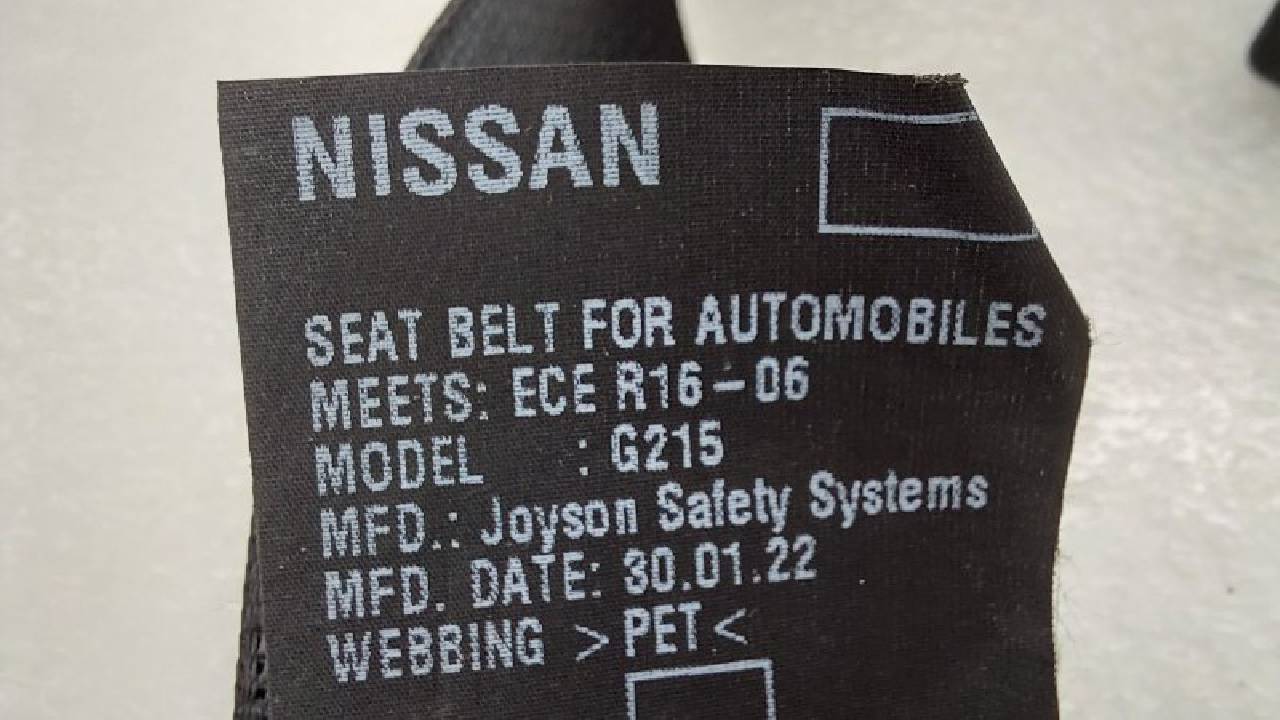 NISSAN
SEAT BELT FOR AUTOMOBILES
MEETS: ECE R16-06
MODEL : G215
MFD.: Joyson Safety Systems
MFD. DATE: 30.01.22
WEBBING >PET<